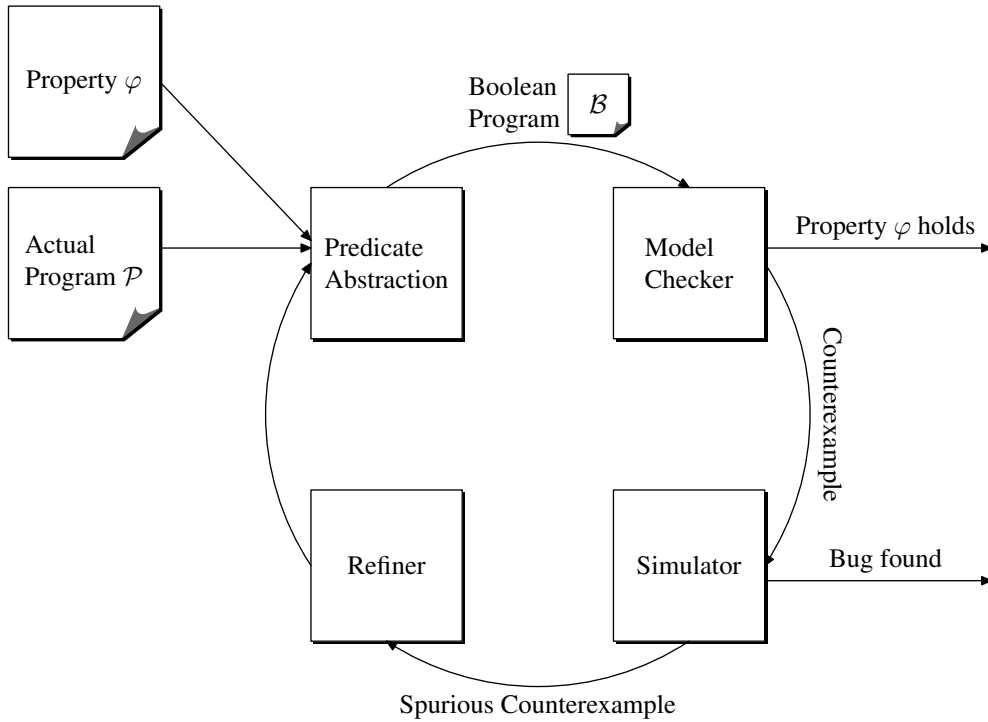 Property φ
Boolean
Program
ℬ
Actual
Program 𝒫
Predicate
Abstraction
Model
Checker
Property φ holds
Counterexample
Refiner
Simulator
Bug found
Spurious Counterexample